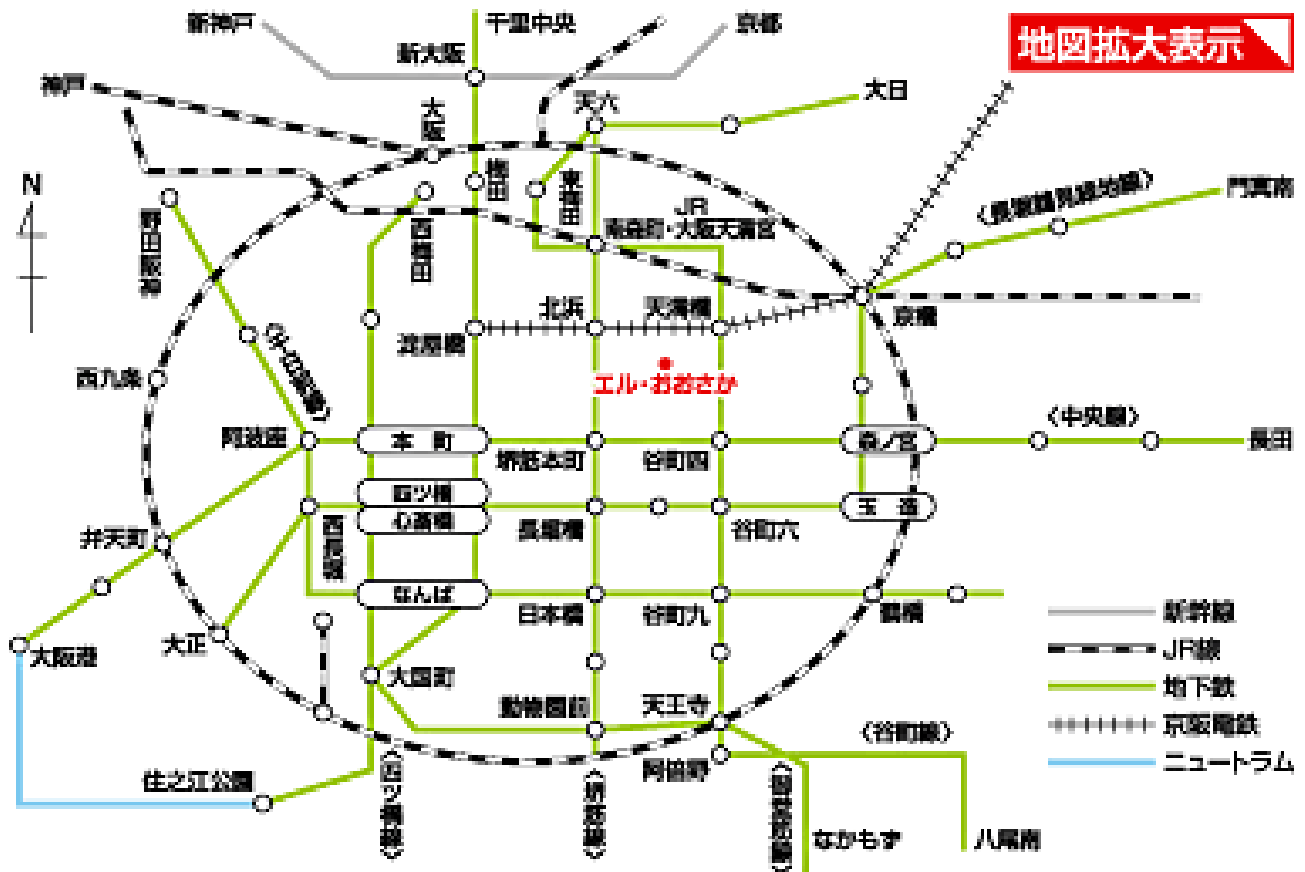 新神戸
千里中央
京都
地図拡大表示
新大阪
神戸
大阪
天六
大日
N
梅田
東梅田
西梅田
JR
南森町・大阪天満宮
〈長堀鶴見緑地線〉
門真南
野田阪神
北浜
天満橋
京橋
淀屋橋
西九条
エル・おおさか
〈中央線〉
阿波座
本町
堺筋本町
谷町四
森ノ宮
長田
四ツ橋
心斎橋
長堀橋
谷町六
玉造
井天町
なんば
日本橋
谷町九
鶴橋
大阪港
大正
大国町
動物園前
天王寺
阿倍野
〈谷町線〉
住之江公園
〈四つ橋線〉
〈堺筋線〉
〈御堂筋線〉
なかもず
八尾南
新幹線
JR線
地下鉄
京阪電鉄
ニュートラム